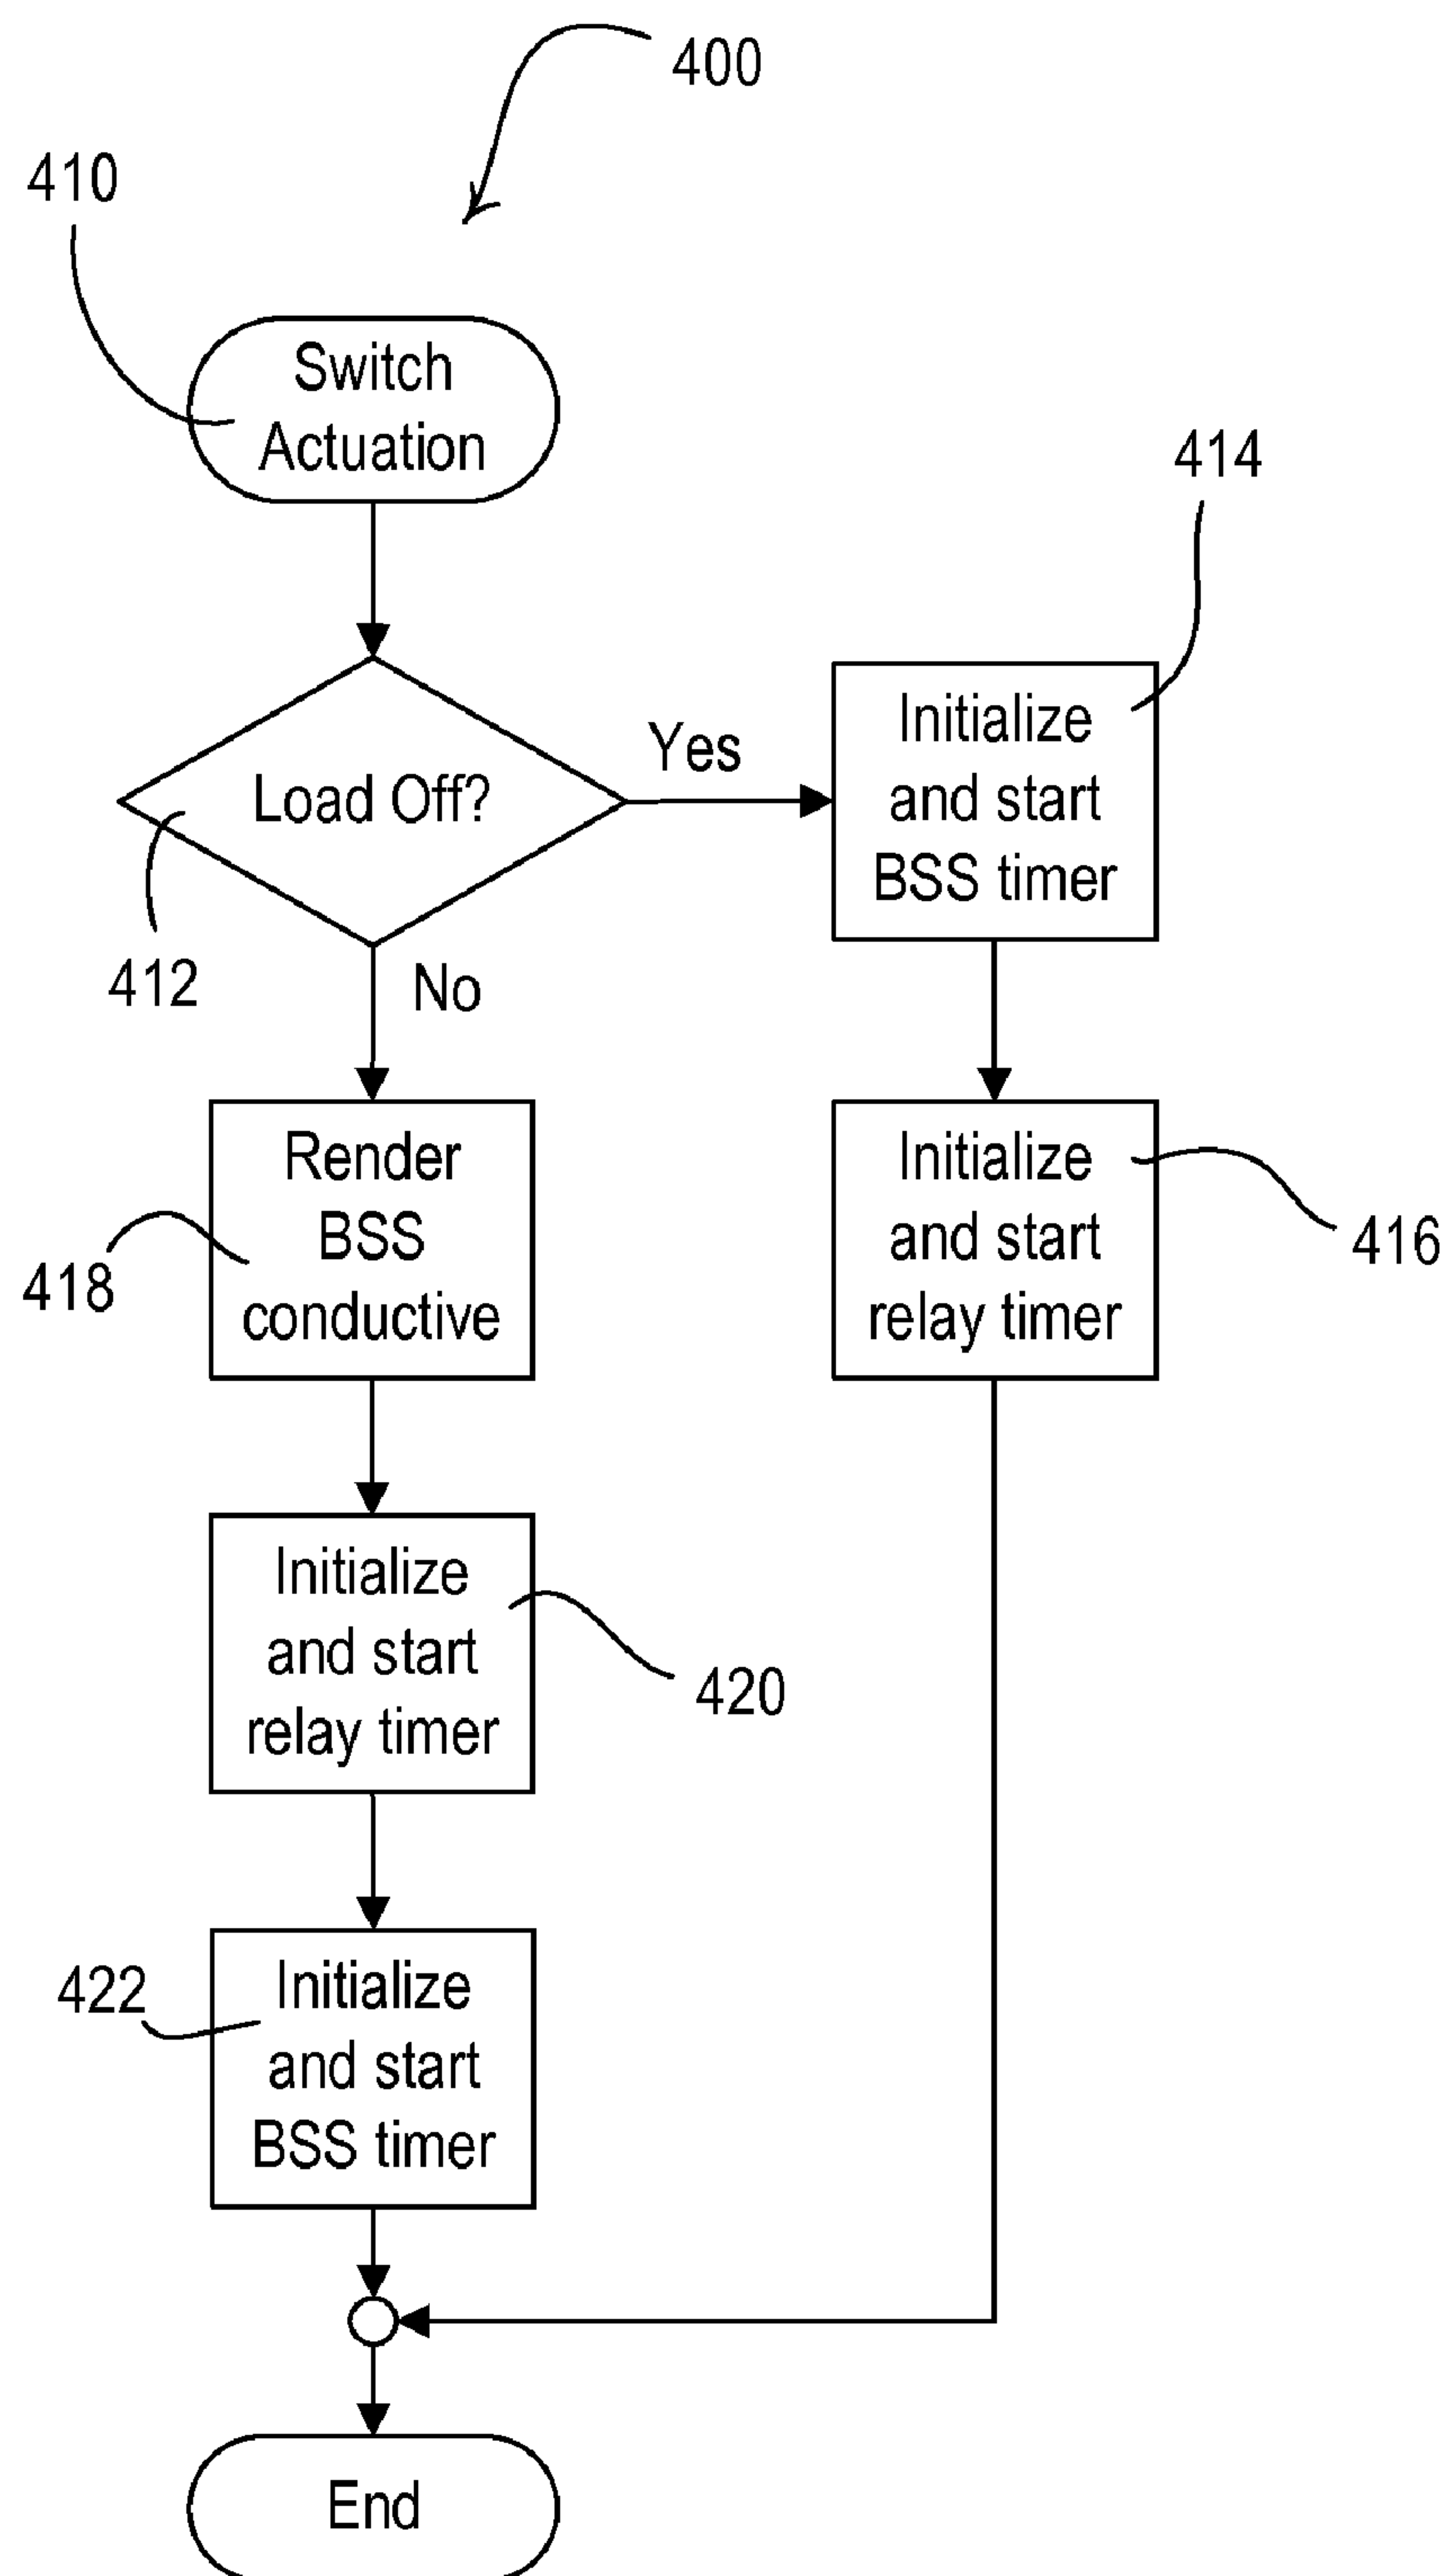 400
410
Switch
Actuation
414
Load Off?
Yes
Initialize
and start
BSS timer
412
No
Render
BSS
conductive
418
Initialize
and start
relay timer
416
Initialize
and start
relay timer
420
422
Initialize
and start
BSS timer
End